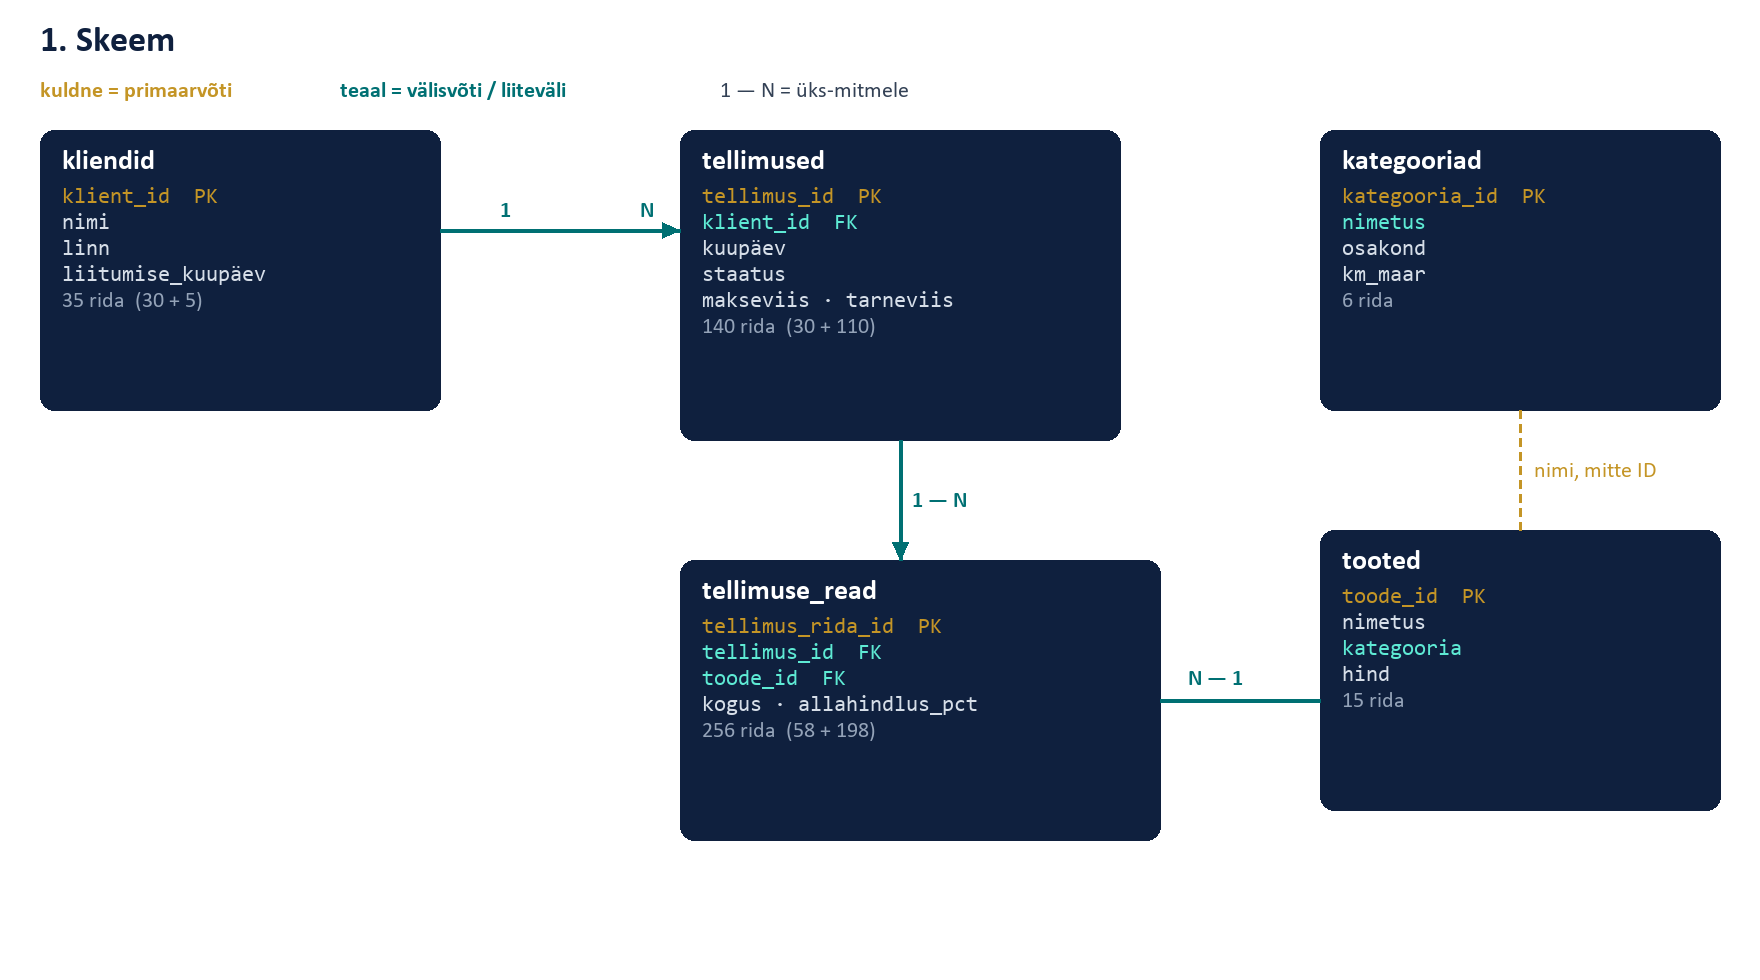 1. Skeem
kuldne = primaarvõti
teaal = välisvõti / liiteväli
1 — N = üks-mitmele
kliendid
klient_id PK
nimi
linn
liitumise_kuupäev
35 rida (30 + 5)
1
N
tellimused
tellimus_id PK
klient_id FK
kuupäev
staatus
makseviis · tarneviis
140 rida (30 + 110)
kategooriad
kategooria_id PK
nimetus
osakond
km_maar
6 rida
1 — N
nimi, mitte ID
tellimuse_read
tellimus_rida_id PK
tellimus_id FK
toode_id FK
kogus · allahindlus_pct
256 rida (58 + 198)
N — 1
tooted
toode_id PK
nimetus
kategooria
hind
15 rida